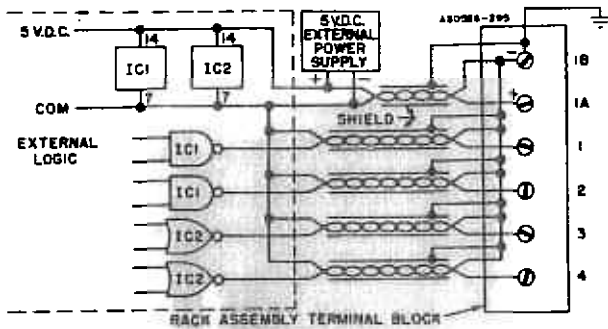 5 V.D.C.
14
14
IC1
IC2
7
7
COM
5 V.D.C.
EXTERNAL
POWER
SUPPLY
+
-
-
1B
+
1A
SHIELD
EXTERNAL
LOGIC
IC1
1
IC1
2
IC2
3
IC2
4
RACK ASSEMBLY TERMINAL BLOCK